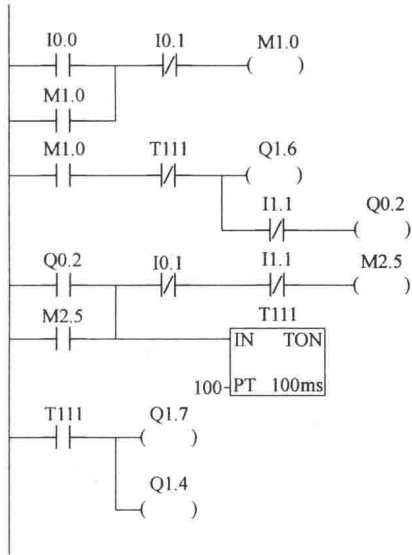 I0.0 I0.1 M1.0
M1.0
M1.0 T111 Q1.6
I1.1 Q0.2
Q0.2 I0.1 I1.1 M2.5
M2.5 T111
IN TON
100 PT 100ms
T111 Q1.7
Q1.4